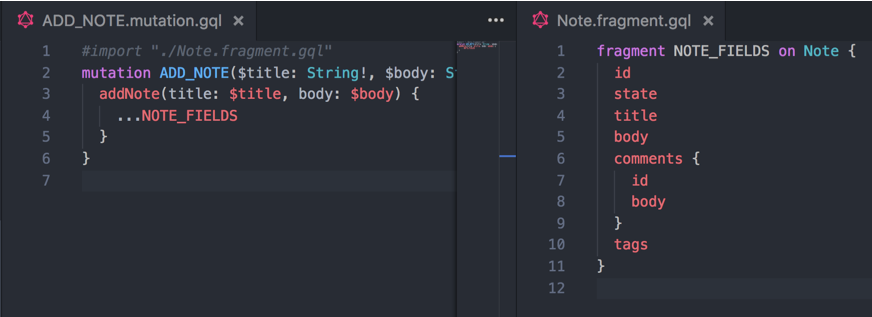 ADD_NOTE.mutation.gql ×
1 #import "./Note.fragment.gql"
2 mutation ADD_NOTE($title: String!, $body: St
3 addNote(title: $title, body: $body) {
4 ...NOTE_FIELDS
5 }
6 }
7
Note.fragment.gql ×
1 fragment NOTE_FIELDS on Note {
2 id
3 state
4 title
5 body
6 comments {
7 id
8 body
9 }
10 tags
11 }
12